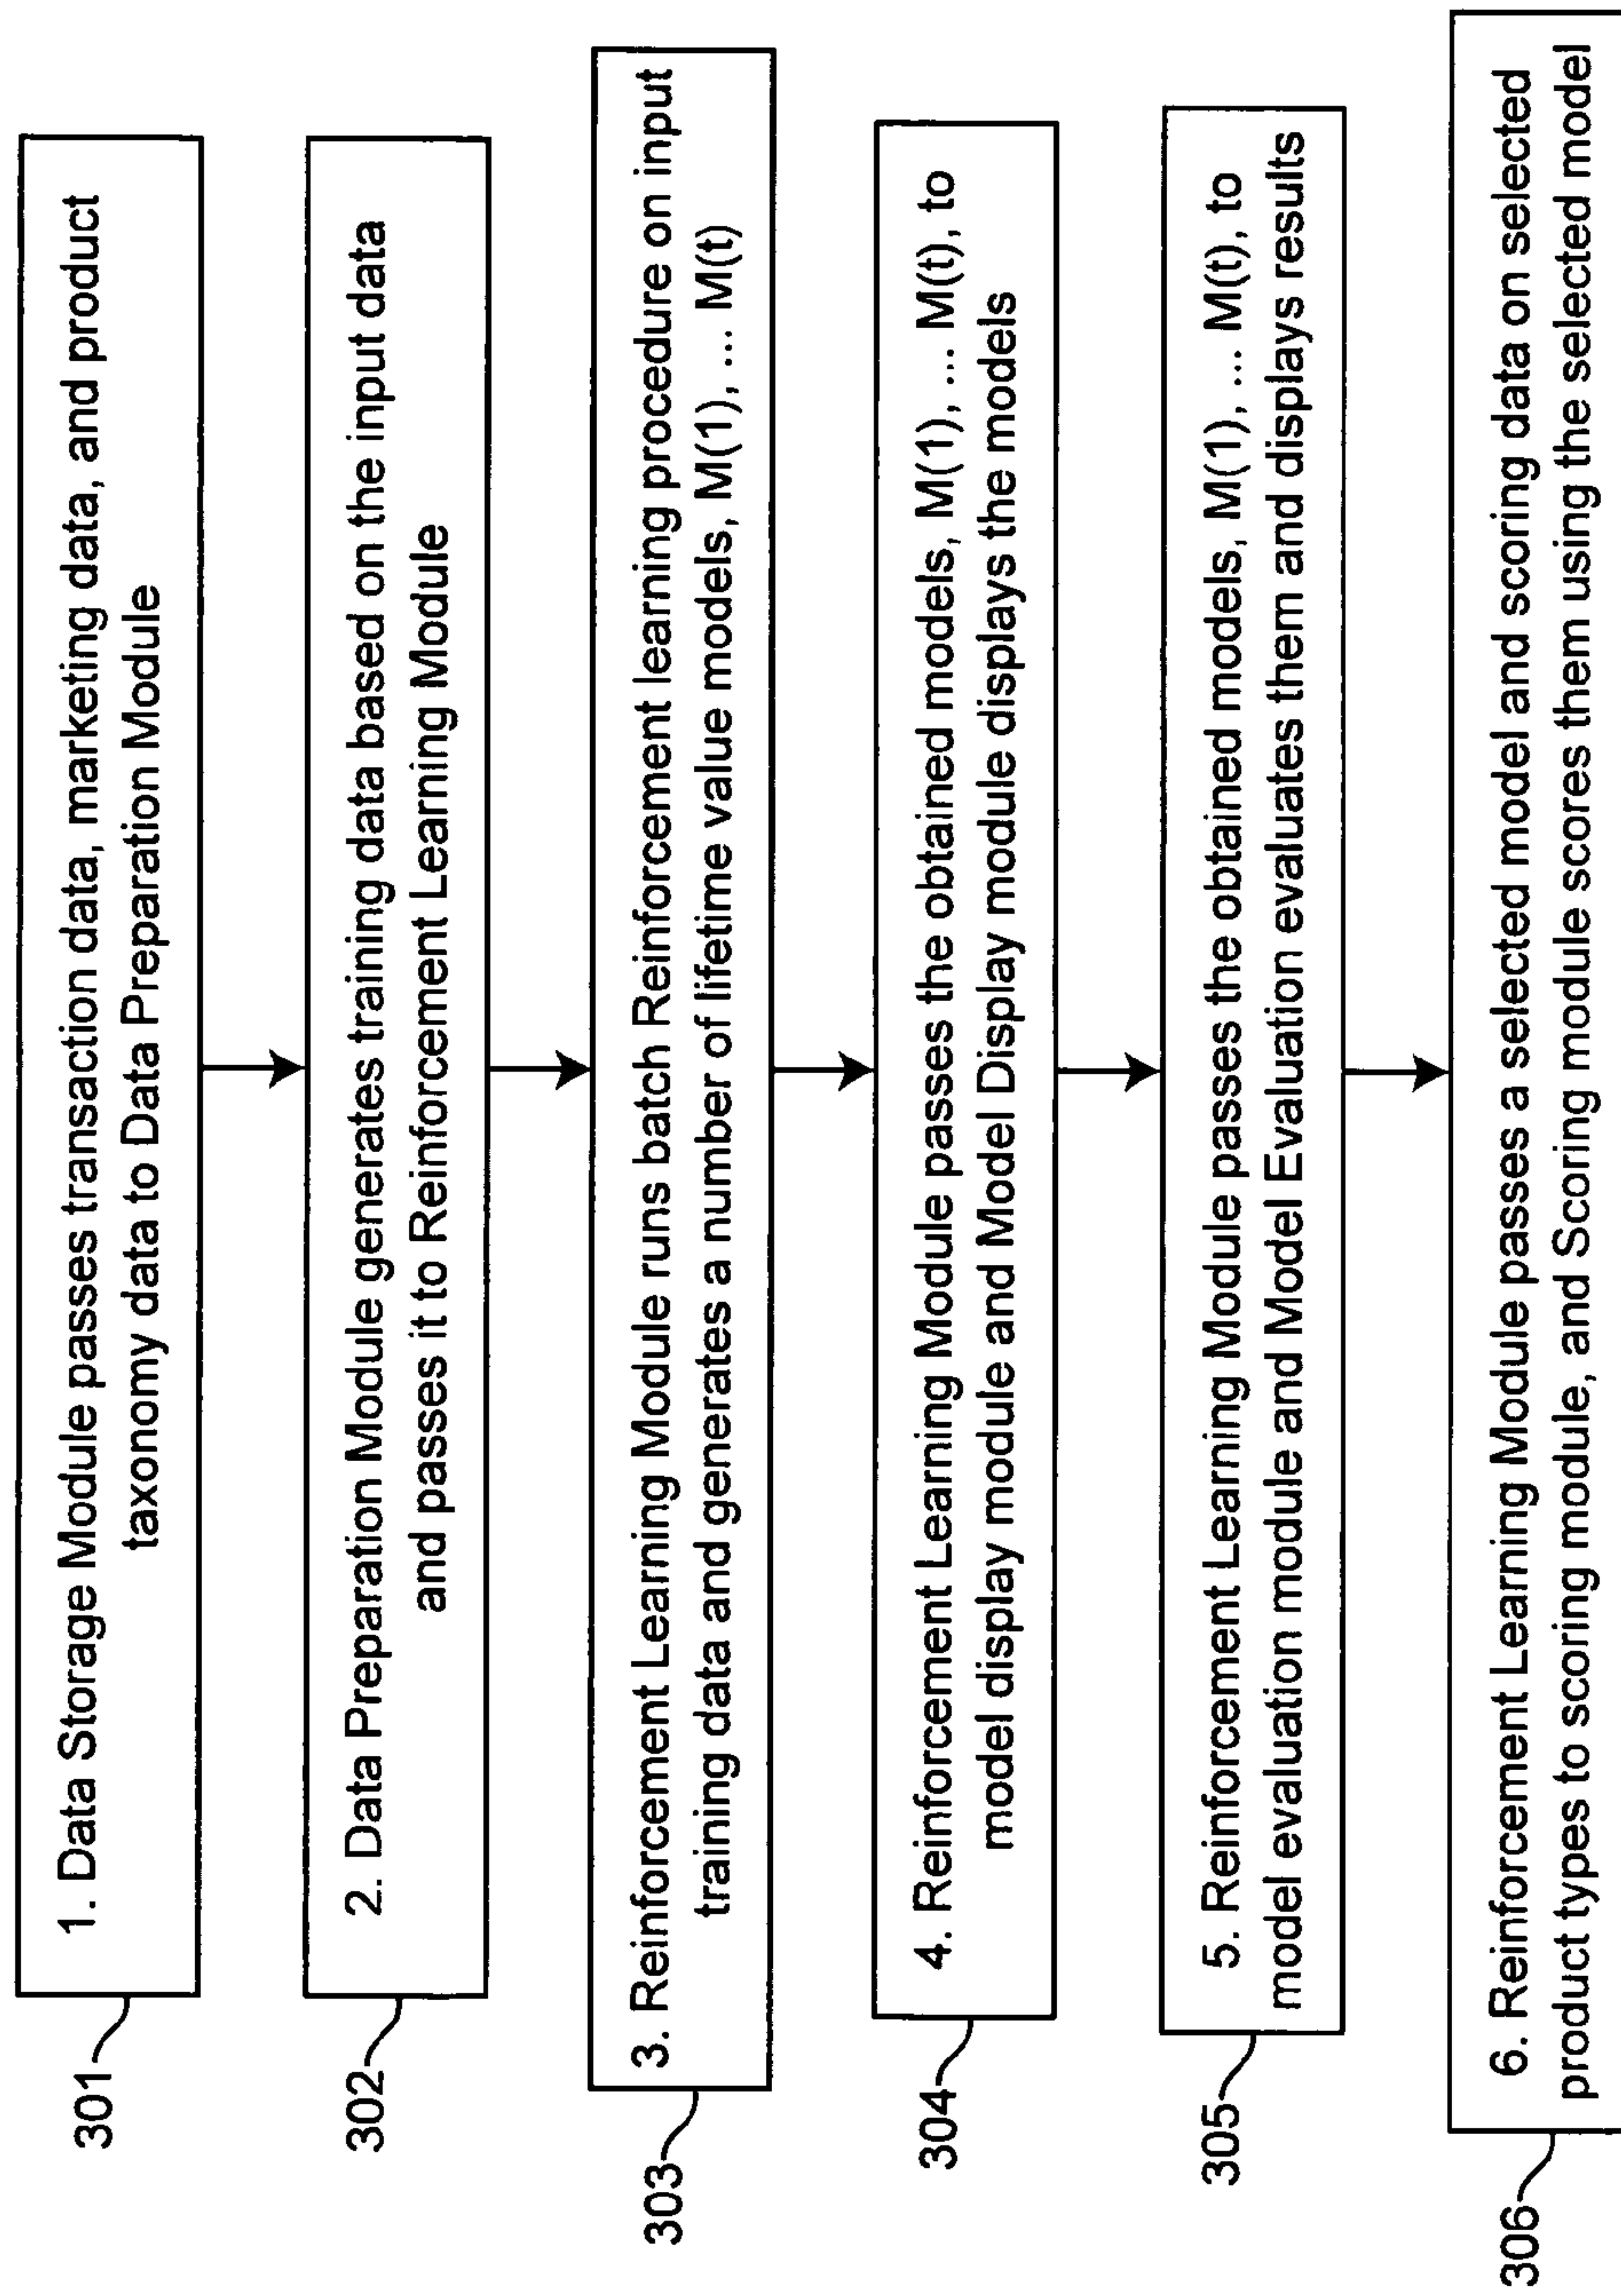 301
1. Data Storage Module passes transaction data, marketing data, and product
taxonomy data to Data Preparation Module
302
2. Data Preparation Module generates training data based on the input data
and passes it to Reinforcement Learning Module
303
3. Reinforcement Learning Module runs batch Reinforcement learning procedure on input
training data and generates a number of lifetime value models, M(1), ... M(t)
304
4. Reinforcement Learning Module passes the obtained models, M(1), ... M(t), to
model display module and Model Display module displays the models
305
5. Reinforcement Learning Module passes the obtained models, M(1), ... M(t), to
model evaluation module and Model Evaluation evaluates them and displays results
306
6. Reinforcement Learning Module passes a selected model and scoring data on selected
product types to scoring module, and Scoring module scores them using the selected model